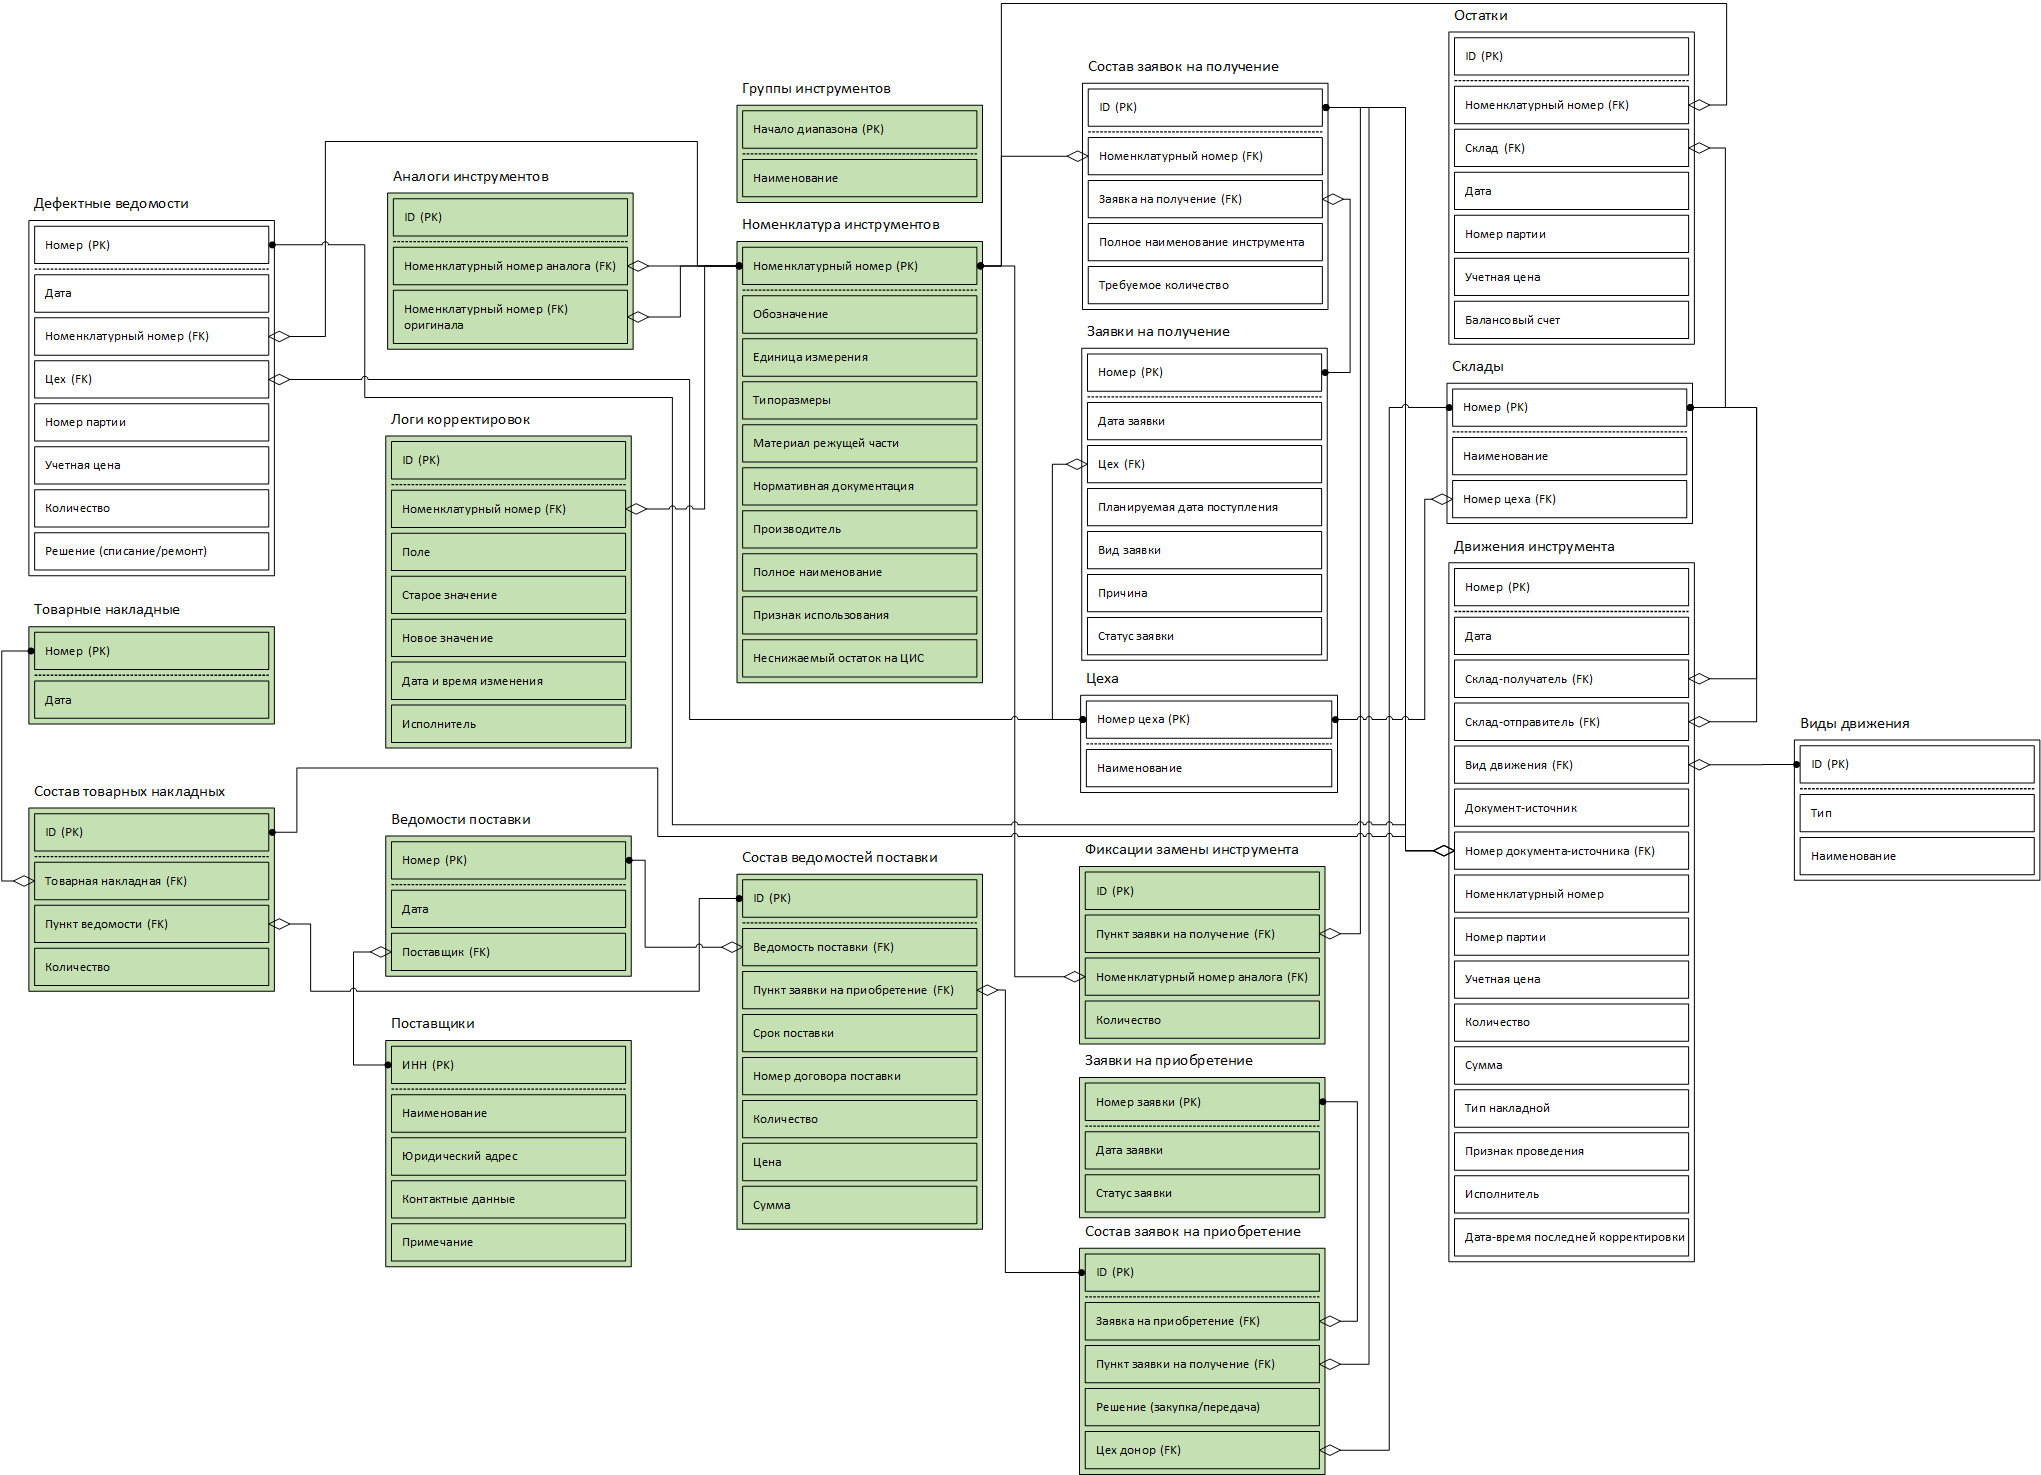 Дефектные ведомости
Номер (PK)
Дата
Номенклатурный номер (FK)
Цех (FK)
Номер партии
Учетная цена
Количество
Решение (списание/ремонт)
Товарные накладные
Номер (PK)
Дата
Состав товарных накладных
ID (PK)
Товарная накладная (FK)
Пункт ведомости (FK)
Количество
Аналоги инструментов
ID (PK)
Номенклатурный номер аналога (FK)
Номенклатурный номер (FK)
оригинала
Логи корректировок
ID (PK)
Номенклатурный номер (FK)
Поле
Старое значение
Новое значение
Дата и время изменения
Исполнитель
Ведомости поставки
Номер (PK)
Дата
Поставщик (FK)
Поставщики
ИНН (PK)
Наименование
Юридический адрес
Контактные данные
Примечание
Группы инструментов
Начало диапазона (PK)
Наименование
Номенклатура инструментов
Номенклатурный номер (PK)
Обозначение
Единица измерения
Типоразмеры
Материал режущей части
Нормативная документация
Производитель
Полное наименование
Признак использования
Неснижаемый остаток на ЦИС
Состав ведомостей поставки
ID (PK)
Ведомость поставки (FK)
Пункт заявки на приобретение (FK)
Срок поставки
Номер договора поставки
Количество
Цена
Сумма
Состав заявок на получение
ID (PK)
Номенклатурный номер (FK)
Заявка на получение (FK)
Полное наименование инструмента
Требуемое количество
Заявки на получение
Номер (PK)
Дата заявки
Цех (FK)
Планируемая дата поступления
Вид заявки
Причина
Статус заявки
Цеха
Номер цеха (PK)
Наименование
Фиксации замены инструмента
ID (PK)
Пункт заявки на получение (FK)
Номенклатурный номер аналога (FK)
Количество
Заявки на приобретение
Номер заявки (PK)
Дата заявки
Статус заявки
Состав заявок на приобретение
ID (PK)
Заявка на приобретение (FK)
Пункт заявки на получение (FK)
Решение (закупка/передача)
Цех донор (FK)
Остатки
ID (PK)
Номенклатурный номер (FK)
Склад (FK)
Дата
Номер партии
Учетная цена
Балансовый счет
Склады
Номер (PK)
Наименование
Номер цеха (FK)
Движения инструмента
Номер (PK)
Дата
Склад-получатель (FK)
Склад-отправитель (FK)
Вид движения (FK)
Документ-источник
Номер документа-источника (FK)
Номенклатурный номер
Номер партии
Учетная цена
Количество
Сумма
Тип накладной
Признак проведения
Исполнитель
Дата-время последней корректировки
Виды движения
ID (PK)
Тип
Наименование